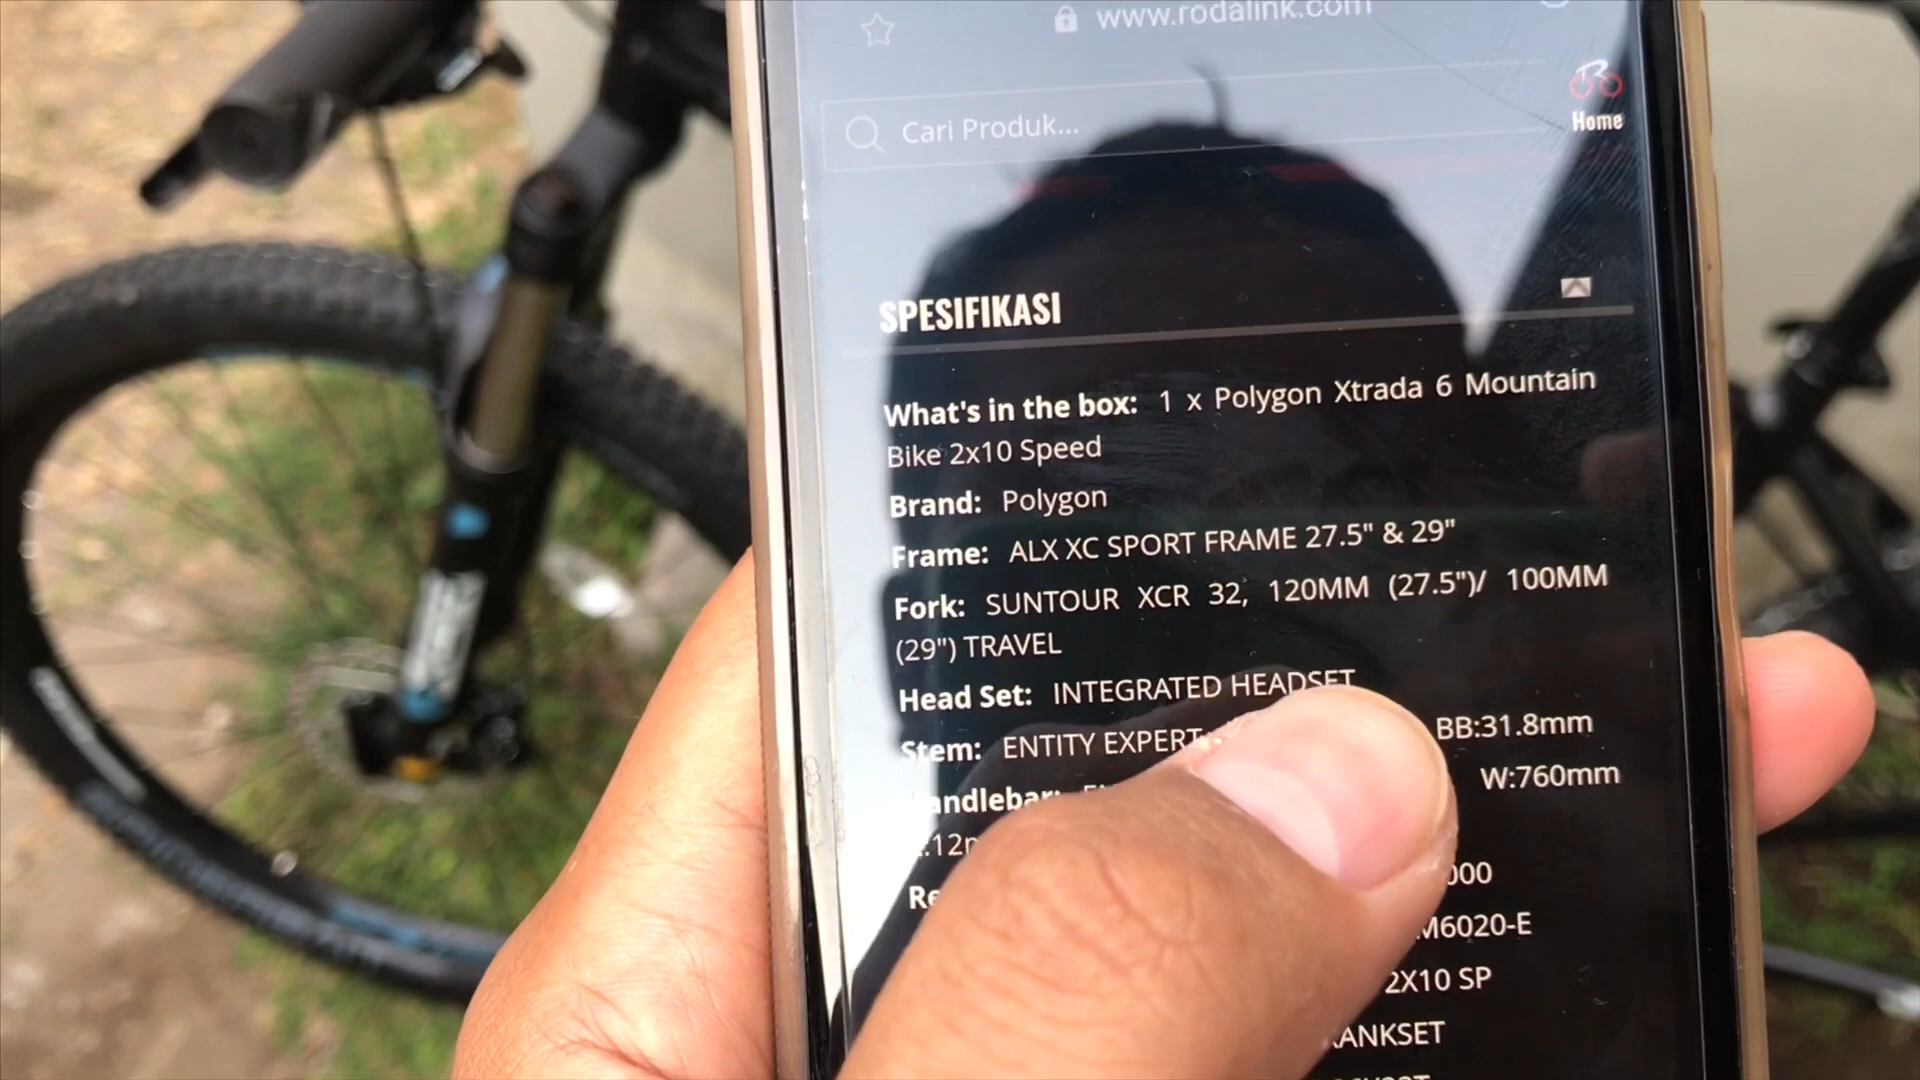 www.rodalink.com
Cari Produk...
Home
SPESIFIKASI
What's in the box: 1 x Polygon Xtrada 6 Mountain
Bike 2x10 Speed
Brand: Polygon
Frame: ALX XC SPORT FRAME 27.5" & 29"
Fork: SUNTOUR XCR 32, 120MM (27.5")/ 100MM
(29") TRAVEL
Head Set: INTEGRATED HEADSET
Stem: ENTITY EXPERT BB:31.8mm
Handlebar: W:760mm
M6020-E
2X10 SP